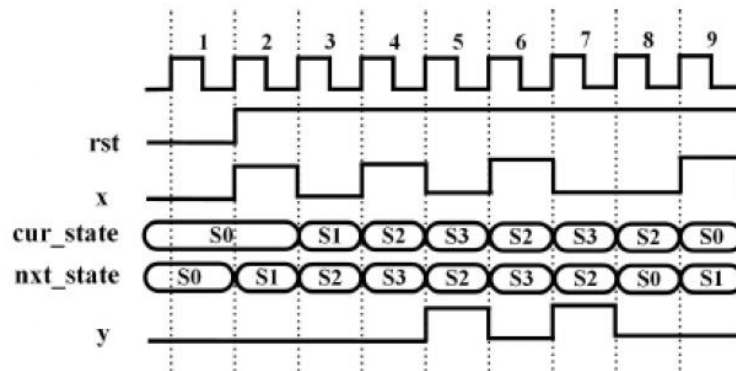 1 2 3 4 5 6 7 8 9
rst
x
cur_state S0 S1 S2 S3 S2 S3 S2 S0
nxt_state S0 S1 S2 S3 S2 S3 S2 S0 S1
y